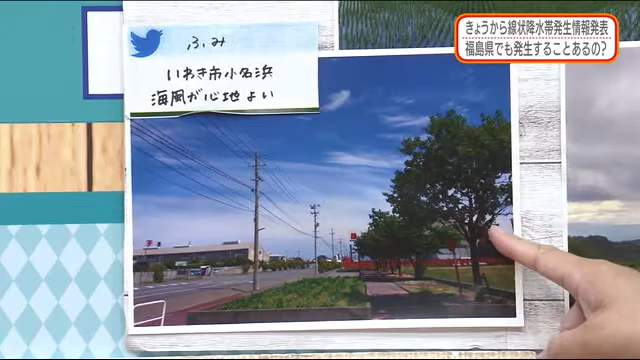 きょうから線状降水帯発生情報発表
福島県でも発生することあるの?
ふみ
いわき市小名浜
海風が心地よい